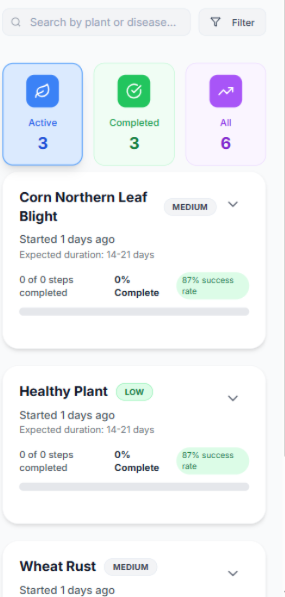 Search by plant or disease...
Filter
Active
Completed
All
3
3
6
Corn Northern Leaf
Blight
MEDIUM
Started 1 days ago
Expected duration: 14-21 days
0 of 0 steps
completed
0%
Complete
87% success
rate
Healthy Plant
LOW
Started 1 days ago
Expected duration: 14-21 days
0 of 0 steps
completed
0%
Complete
87% success
rate
Wheat Rust
MEDIUM
Started 1 days ago